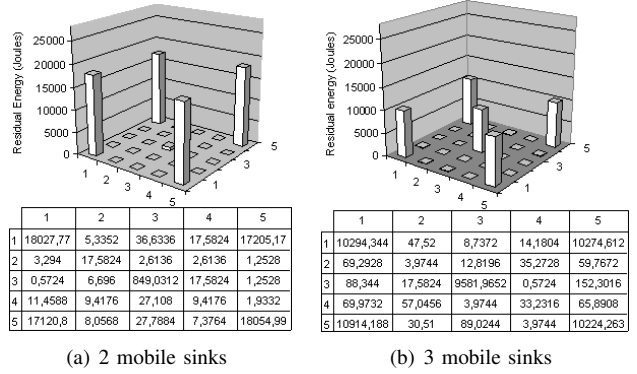 Residual Energy (Joules)
25000
20000
15000
10000
5000
0
1
2
3
4
5
1
3
5
1 2 3 4 5
1 18027,77 5,3352 36,6336 17,5824 17205,17
2 3,294 17,5824 2,6136 2,6136 1,2528
3 0,5724 6,696 849,0312 17,5824 1,2528
4 11,4588 9,4176 27,108 9,4176 1,9332
5 17120,8 8,0568 27,7884 7,3764 18054,99
(a) 2 mobile sinks
Residual Energy (Joules)
25000
20000
15000
10000
5000
0
1
2
3
4
5
1
3
5
1 2 3 4 5
1 10294,344 47,52 8,7372 14,1804 10274,612
2 69,2928 3,9744 12,8196 35,2728 59,7672
3 88,344 17,5824 9581,9652 0,5724 152,3016
4 69,9732 57,0456 3,9744 33,2316 65,8908
5 10914,188 30,51 89,0244 3,9744 10224,263
(b) 3 mobile sinks